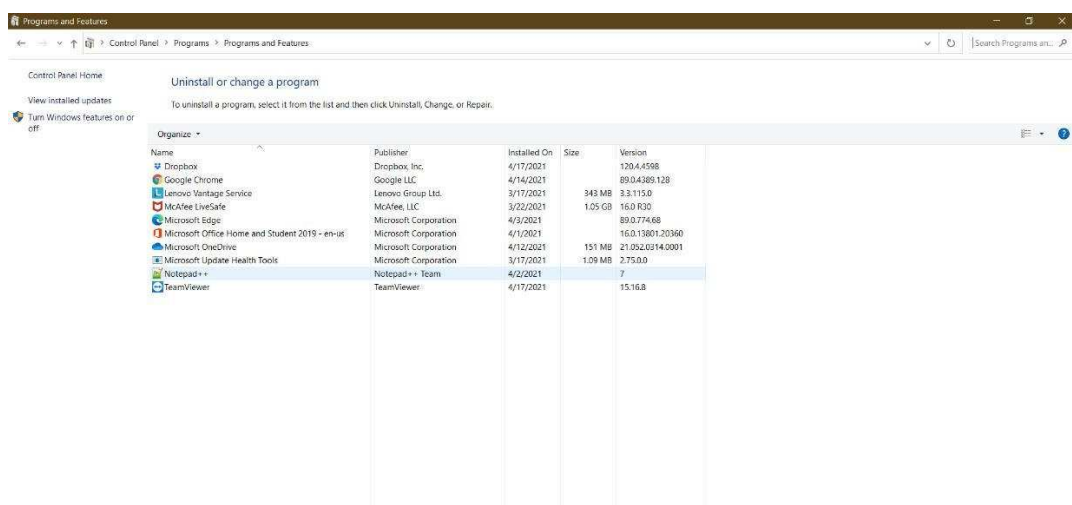 Programs and Features
Control Panel > Programs > Programs and Features
Search Programs an...
Control Panel Home
View installed updates
Turn Windows features on or
off
Uninstall or change a program
To uninstall a program, select it from the list and then click Uninstall, Change, or Repair.
Organize
Name Publisher Installed On Size Version
Dropbox Dropbox, Inc. 4/17/2021 120.4.4598
Google Chrome Google LLC 4/14/2021 89.0.4389.128
Lenovo Vantage Service Lenovo Group Ltd. 3/17/2021 343 MB 3.3.115.0
McAfee LiveSafe McAfee, LLC 3/22/2021 1.05 GB 16.0 R30
Microsoft Edge Microsoft Corporation 4/3/2021 89.0.774.68
Microsoft Office Home and Student 2019 - en-us Microsoft Corporation 4/1/2021 16.0.13801.20360
Microsoft OneDrive Microsoft Corporation 4/12/2021 151 MB 21.052.0314.0001
Microsoft Update Health Tools Microsoft Corporation 3/17/2021 1.09 MB 2.75.0.0
Notepad++ Notepad++ Team 4/2/2021 7
TeamViewer TeamViewer 4/17/2021 15.16.8